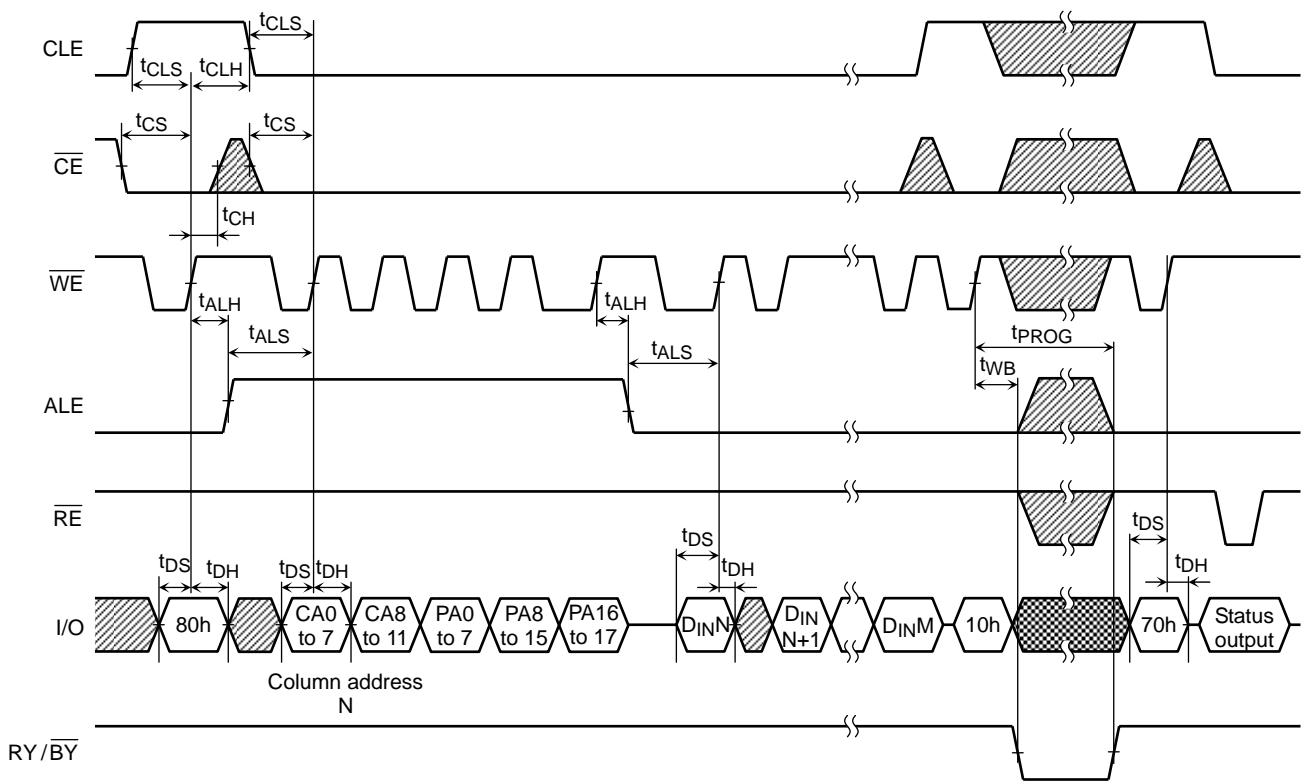 CLE
tCLS
tCLS
tCLH
CE
tCS
tCS
tCH
WE
tALH
tALS
tALH
tALS
tPROG
tWB
ALE
RE
tDS
tDH
tDS
tDH
tDS
tDH
tDS
tDH
I/O
80h
CA0
to 7
CA8
to 11
PA0
to 7
PA8
to 15
PA16
to 17
DINN
DIN
N+1
DINM
10h
70h
Status
output
Column address
N
RY/BY